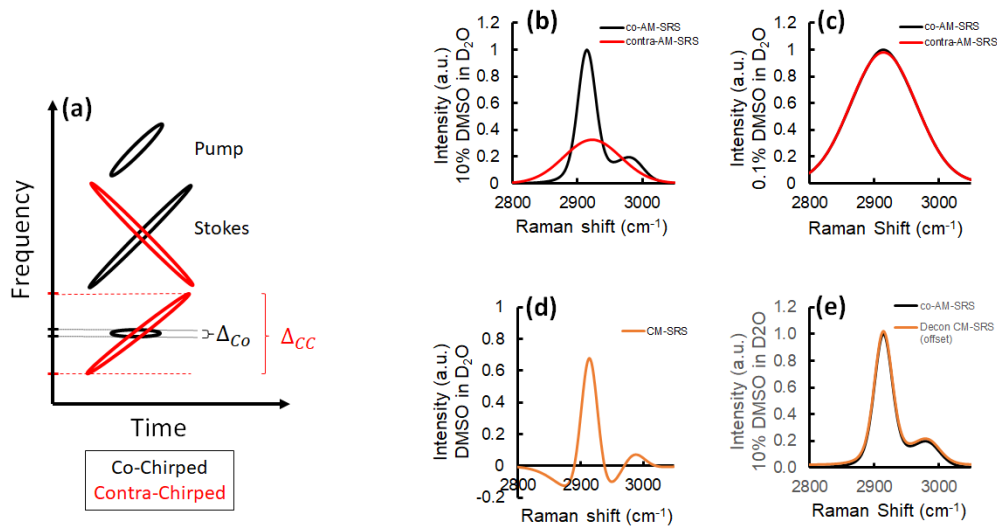 (a)
Frequency
Pump
Stokes
Δ_Co
Δ_CC
Time
Co-Chirped
Contra-Chirped
(b)
Intensity (a.u.)
10% DMSO in D₂O
1.2
1
0.8
0.6
0.4
0.2
0
2800 2900 3000
Raman shift (cm⁻¹)
co-AM-SRS
contra-AM-SRS
(c)
Intensity (a.u.)
0.1% DMSO in D₂O
1.2
1
0.8
0.6
0.4
0.2
0
2800 2900 3000
Raman shift (cm⁻¹)
co-AM-SRS
contra-AM-SRS
(d)
Intensity (a.u.)
DMSO in D₂O
1
0.8
0.6
0.4
0.2
0
-0.2
2800 2900 3000
Raman Shift (cm⁻¹)
CM-SRS
(e)
Intensity (a.u.)
10% DMSO in D2O
1.2
1.0
0.8
0.6
0.4
0.2
0.0
2800 2900 3000
Raman Shift (cm⁻¹)
co-AM-SRS
Decon CM-SRS
(offset)